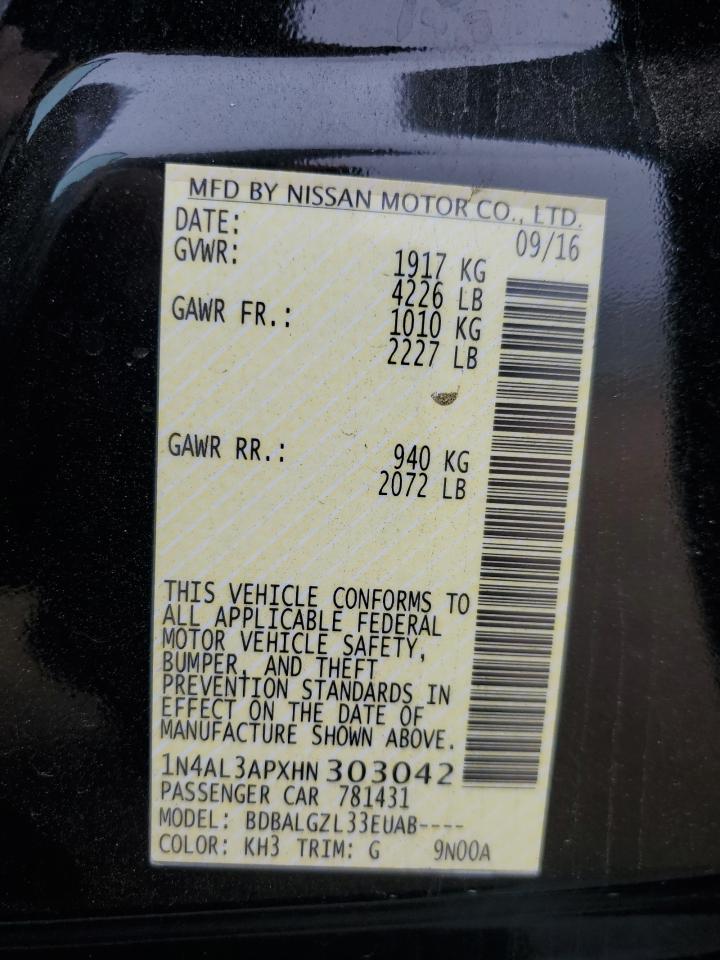 MFD BY NISSAN MOTOR CO., LTD.
DATE: 09/16
GVWR: 1917 KG
4226 LB
GAWR FR.: 1010 KG
2227 LB
GAWR RR.: 940 KG
2072 LB
THIS VEHICLE CONFORMS TO
ALL APPLICABLE FEDERAL
MOTOR VEHICLE SAFETY,
BUMPER, AND THEFT
PREVENTION STANDARDS IN
EFFECT ON THE DATE OF
MANUFACTURE SHOWN ABOVE.
1N4AL3APXHN 303042
PASSENGER CAR 781431
MODEL: BDBALGZL33EUAB----
COLOR: KH3 TRIM: G 9N00A